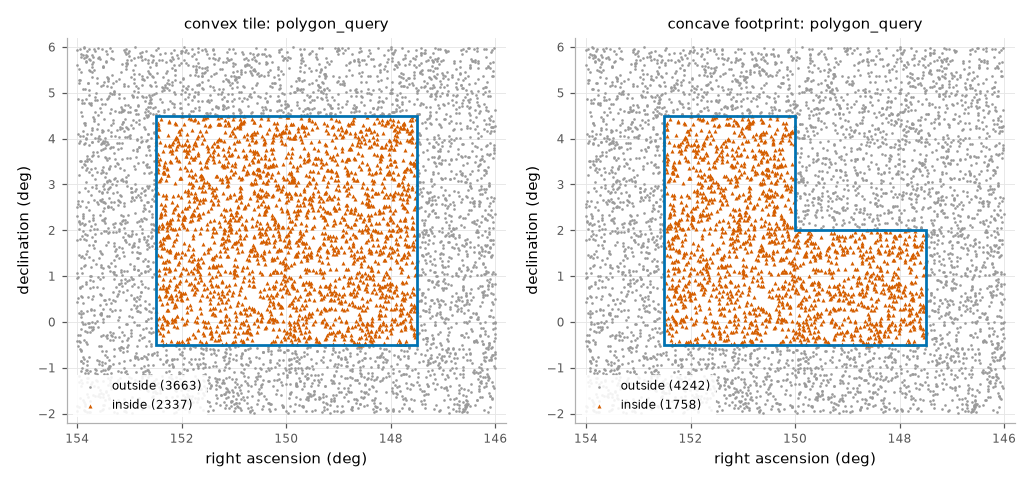 convex tile: polygon_query
6
5
4
3
2
1
0
−1
−2
declination (deg)
outside (3663)
inside (2337)
154
152
150
148
146
right ascension (deg)
concave footprint: polygon_query
6
5
4
3
2
1
0
−1
−2
declination (deg)
outside (4242)
inside (1758)
154
152
150
148
146
right ascension (deg)